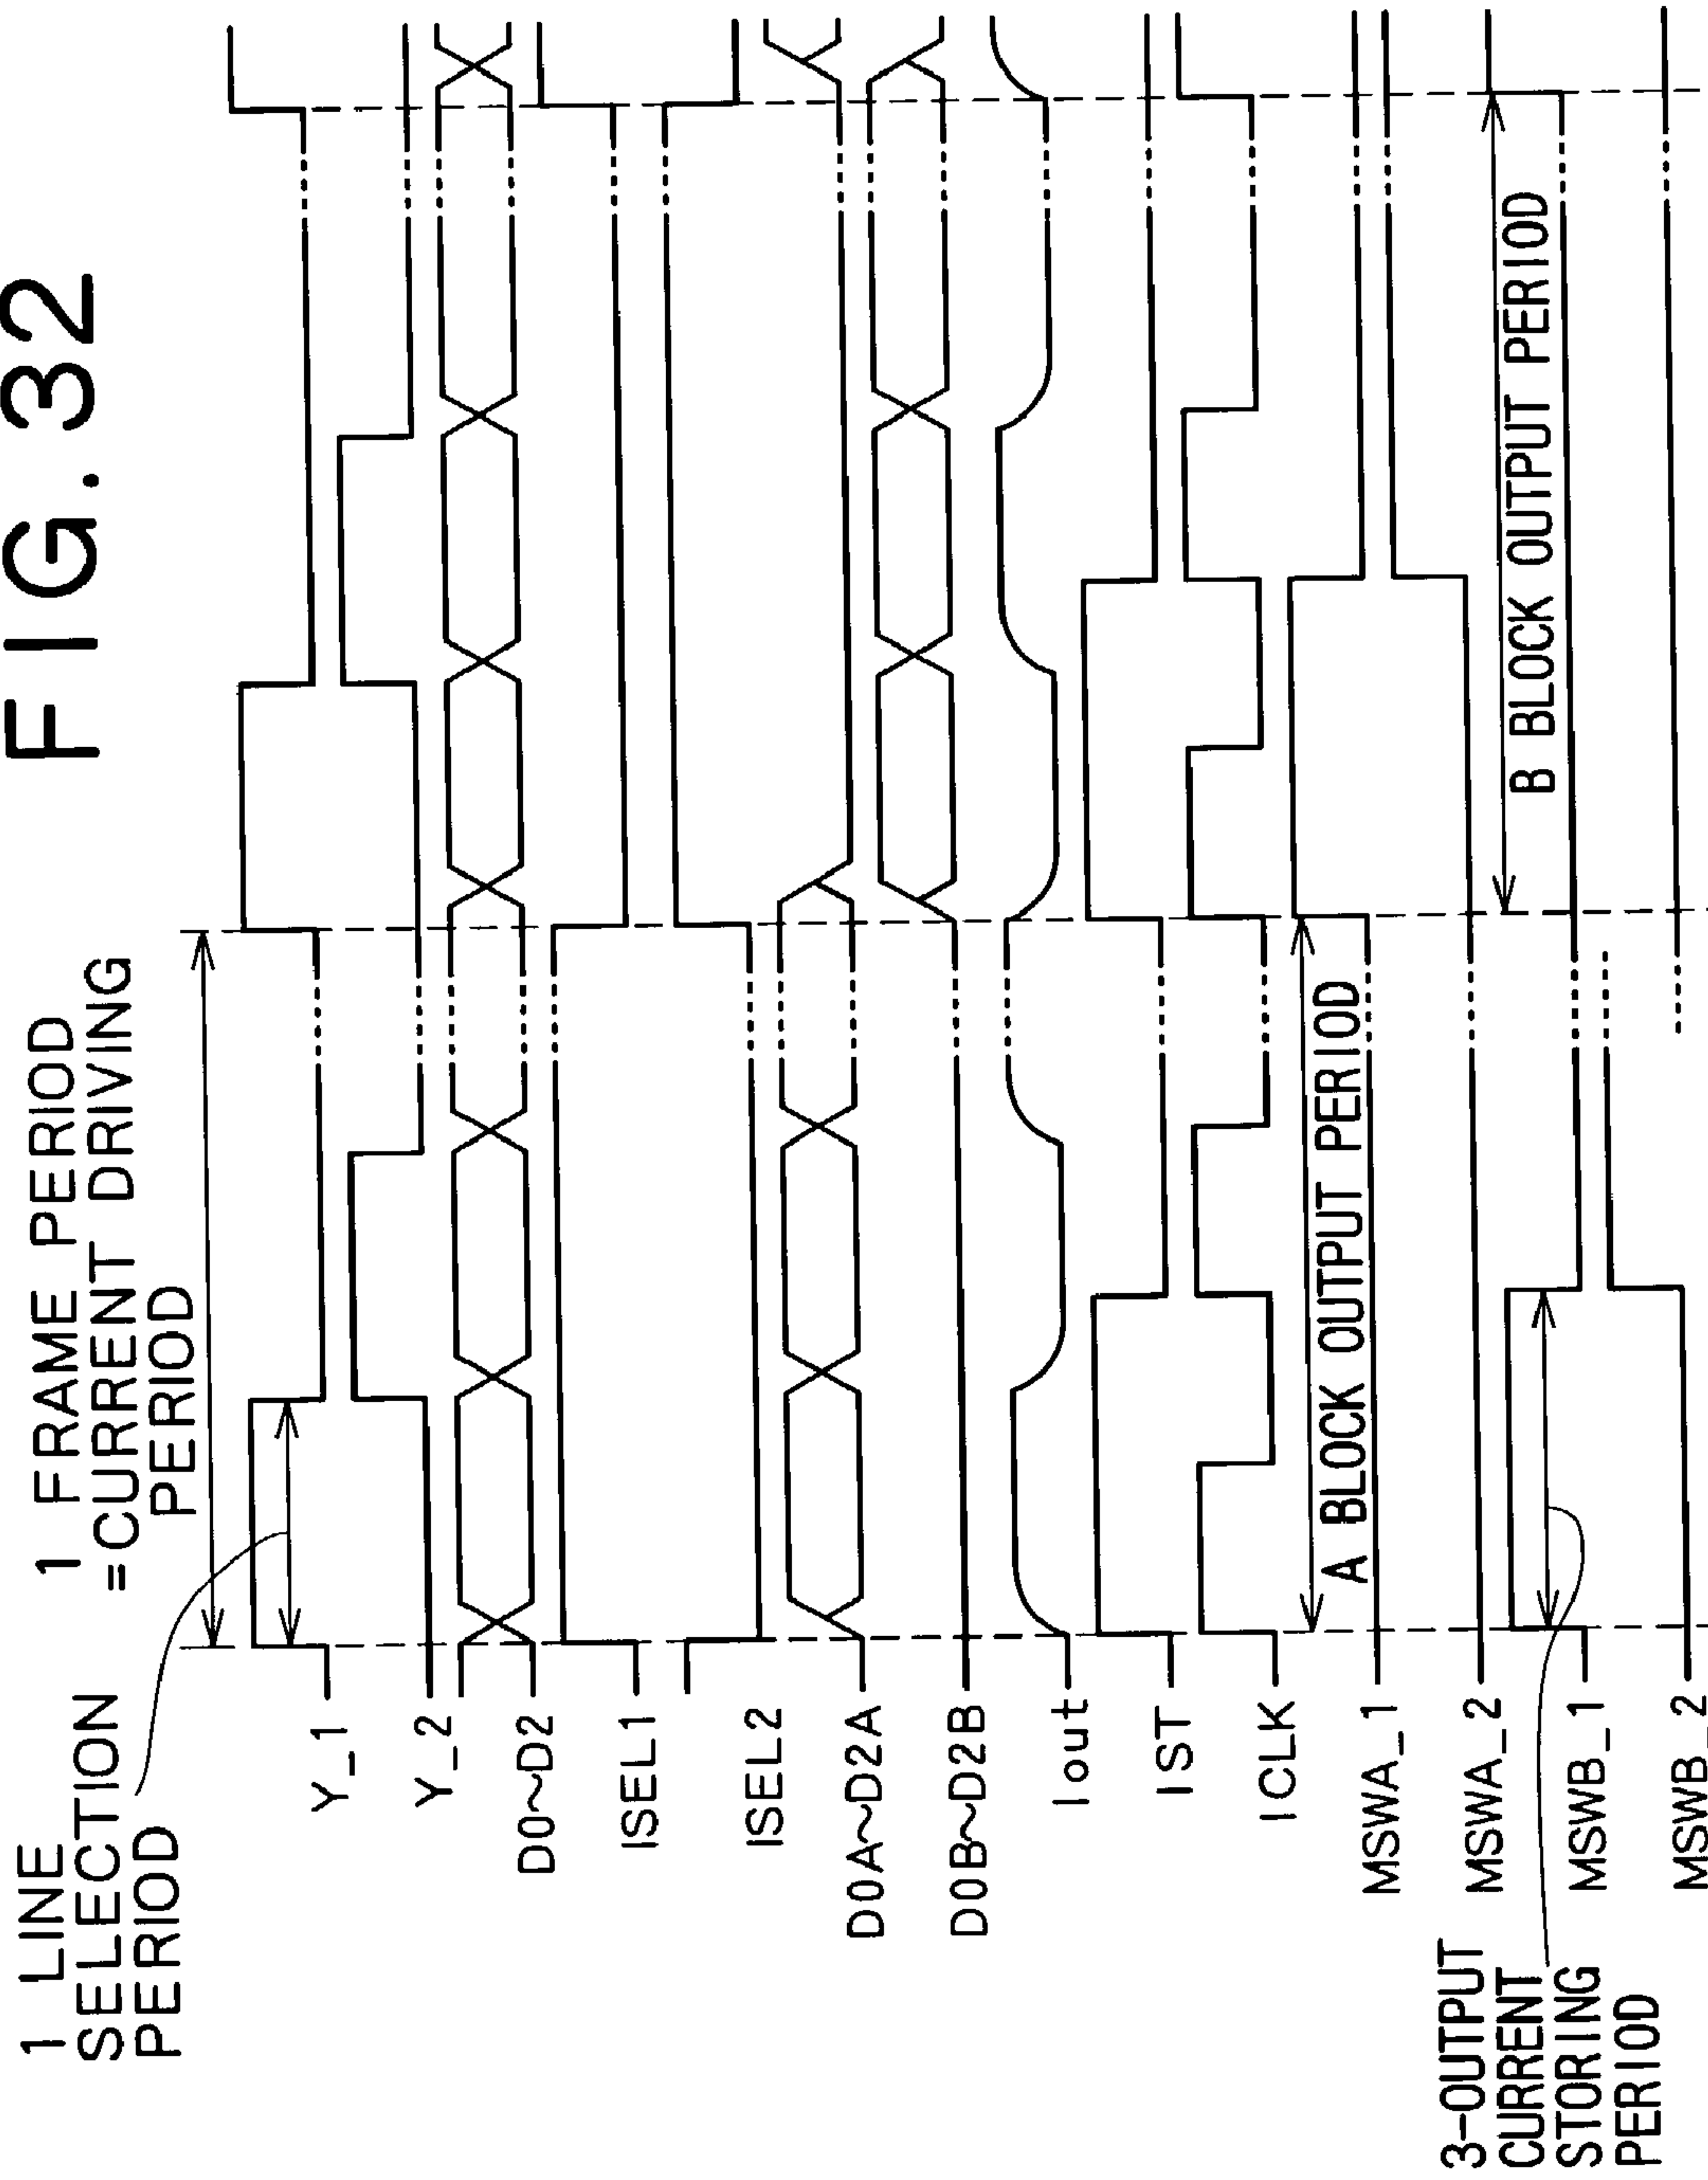 FIG. 32
1 LINE
SELECTION
PERIOD
1 FRAME PERIOD
=CURRENT DRIVING
PERIOD
Y_1
Y_2
D0~D2
ISEL1
ISEL2
D0A~D2A
D0B~D2B
Iout
IST
ICLK
A BLOCK OUTPUT PERIOD
MSWA_1
MSWA_2
B BLOCK OUTPUT PERIOD
MSWB_1
MSWB_2
3-OUTPUT
CURRENT
STORING
PERIOD